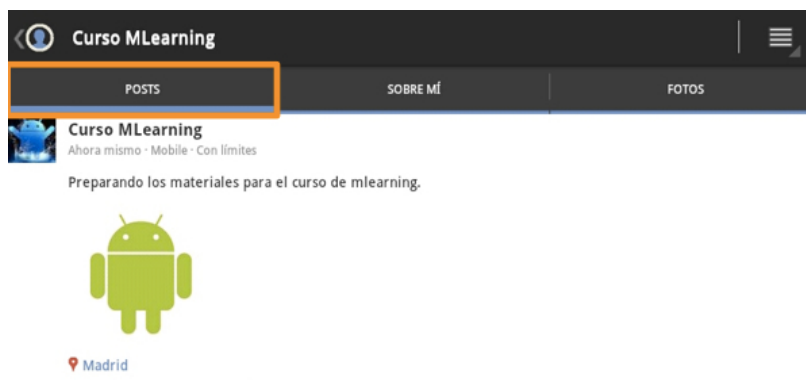 Curso MLearning
POSTS
SOBRE MÍ
FOTOS
Curso MLearning
Ahora mismo · Mobile · Con límites
Preparando los materiales para el curso de mlearning.
Madrid